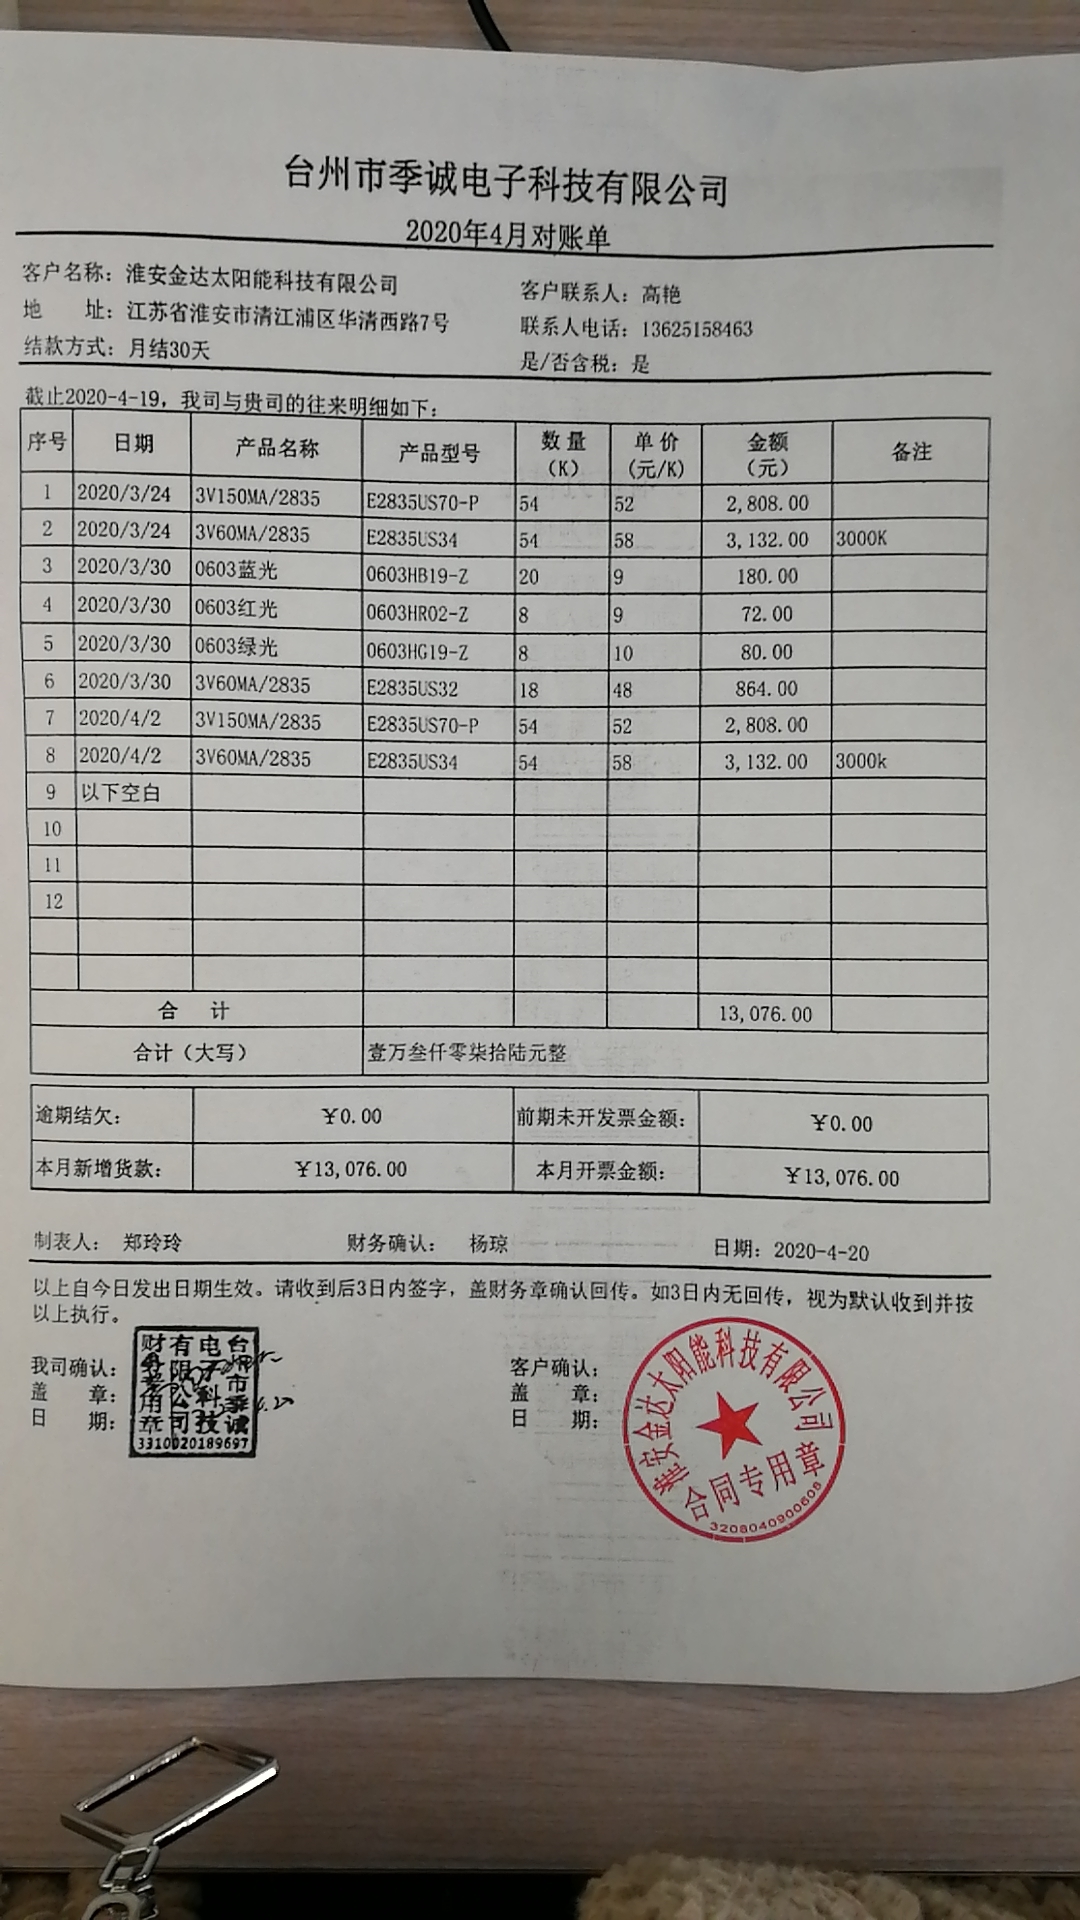 台州市季诚电子科技有限公司
2020年4月对账单
客户名称：淮安金达太阳能科技有限公司 客户联系人：高艳
地 址：江苏省淮安市清江浦区华清西路7号 联系人电话：13625158463
结款方式：月结30天 是/否含税：是
截止2020-4-19，我司与贵司的往来明细如下：
序号 日期 产品名称 产品型号 数量（K） 单价（元/K） 金额（元） 备注
1 2020/3/24 3V150MA/2835 E2835US70-P 54 52 2,808.00
2 2020/3/24 3V60MA/2835 E2835US34 54 58 3,132.00 3000K
3 2020/3/30 0603蓝光 0603HB19-Z 20 9 180.00
4 2020/3/30 0603红光 0603HR02-Z 8 9 72.00
5 2020/3/30 0603绿光 0603HG19-Z 8 10 80.00
6 2020/3/30 3V60MA/2835 E2835US32 18 48 864.00
7 2020/4/2 3V150MA/2835 E2835US70-P 54 52 2,808.00
8 2020/4/2 3V60MA/2835 E2835US34 54 58 3,132.00 3000k
9 以下空白
10
11
12
合 计 13,076.00
合计（大写） 壹万叁仟零柒拾陆元整
逾期结欠： ￥0.00 前期未开发票金额： ￥0.00
本月新增货款： ￥13,076.00 本月开票金额： ￥13,076.00
制表人： 郑玲玲 财务确认： 杨琼 日期：2020-4-20
以上自今日发出日期生效。请收到后3日内签字，盖财务章确认回传。如3日内无回传，视为默认收到并按
以上执行。
我司确认： 客户确认：
盖 章： 盖 章：
日 期： 日 期：
台州市季诚电子科技有限公司财务专用章
3310020189697
淮安金达太阳能科技有限公司
合同专用章
3208040900608